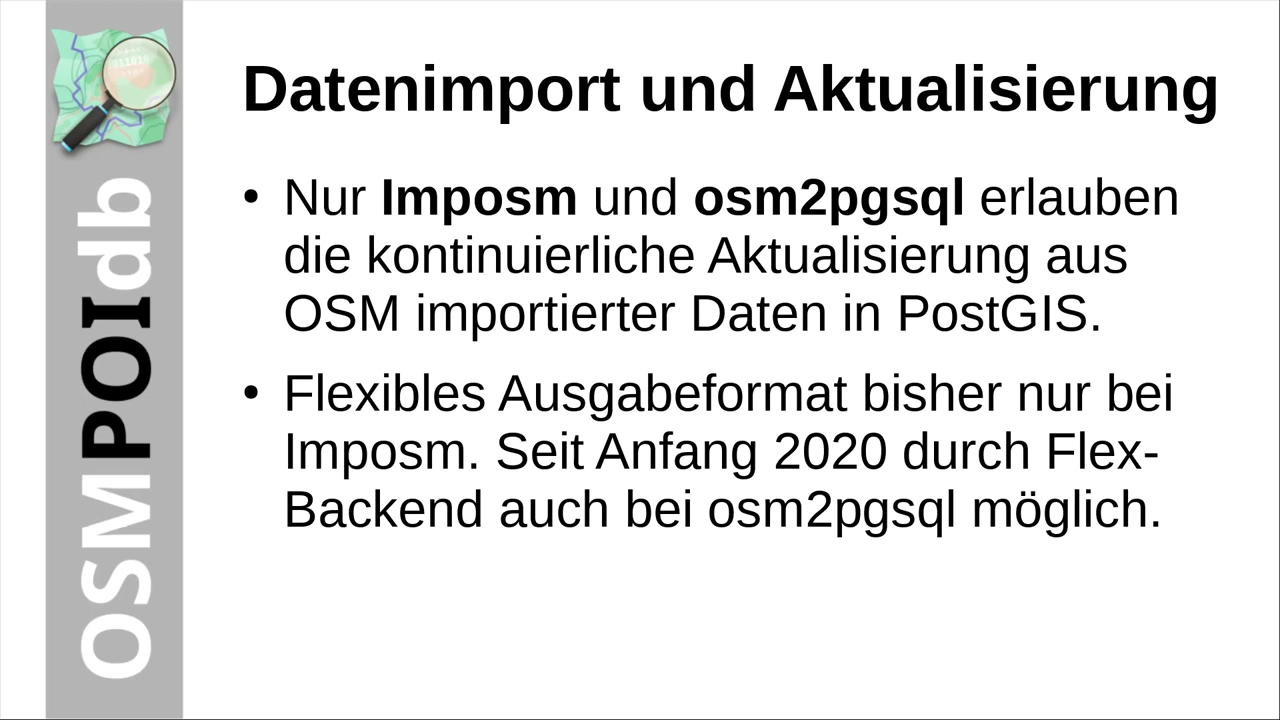 OSMPOIdb
Datenimport und Aktualisierung
• Nur Imposm und osm2pgsql erlauben
die kontinuierliche Aktualisierung aus
OSM importierter Daten in PostGIS.
• Flexibles Ausgabeformat bisher nur bei
Imposm. Seit Anfang 2020 durch Flex-
Backend auch bei osm2pgsql möglich.